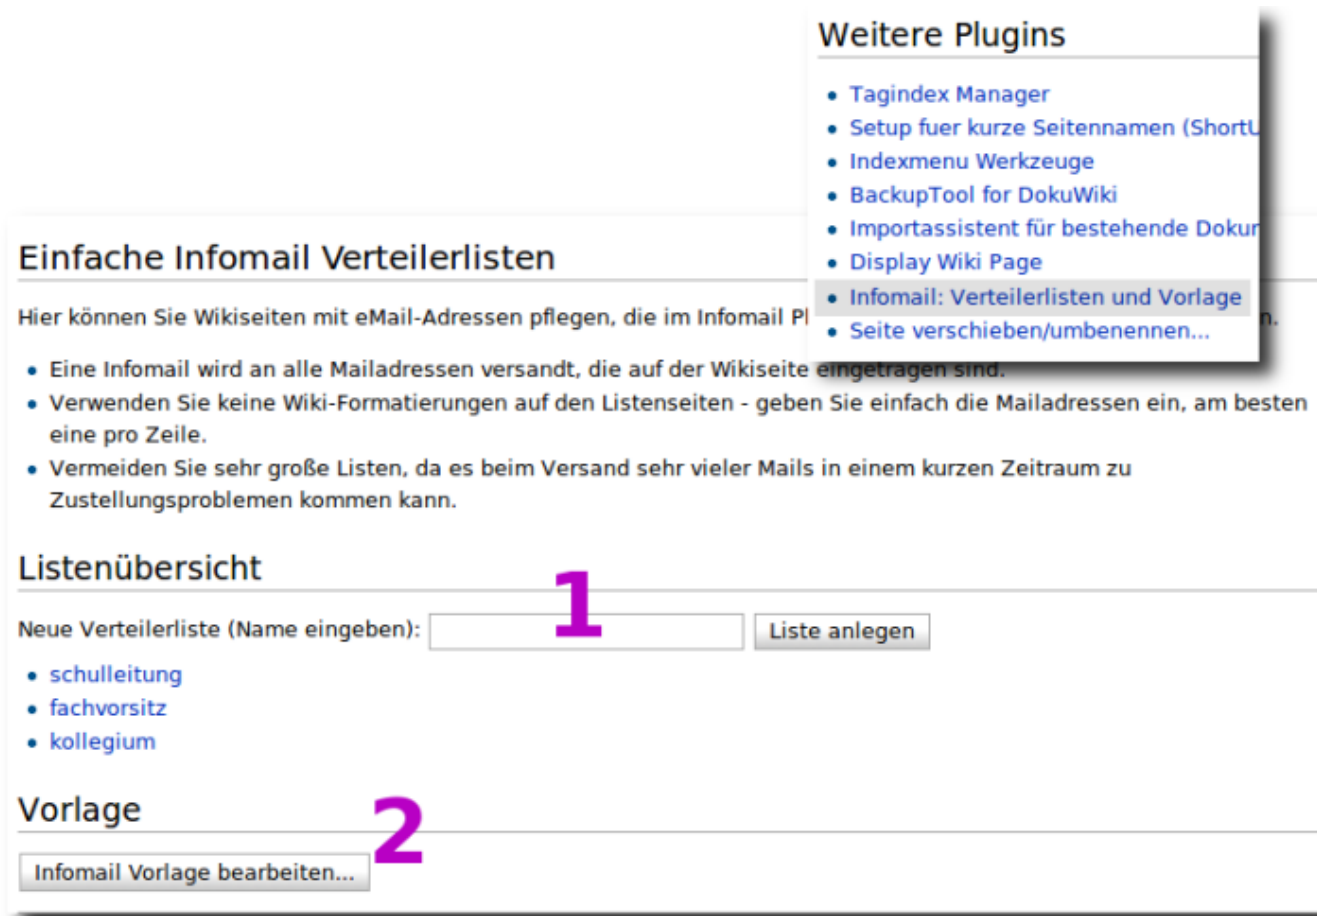 Weitere Plugins
Tagindex Manager
Setup fuer kurze Seitennamen (ShortU
Indexmenu Werkzeuge
BackupTool for DokuWiki
Importassistent für bestehende Dokur
Display Wiki Page
Infomail: Verteilerlisten und Vorlage
Seite verschieben/umbenennen...
Einfache Infomail Verteilerlisten
Hier können Sie Wikiseiten mit eMail-Adressen pflegen, die im Infomail Pl n.
Eine Infomail wird an alle Mailadressen versandt, die auf der Wikiseite eingetragen sind.
Verwenden Sie keine Wiki-Formatierungen auf den Listenseiten - geben Sie einfach die Mailadressen ein, am besten
eine pro Zeile.
Vermeiden Sie sehr große Listen, da es beim Versand sehr vieler Mails in einem kurzen Zeitraum zu
Zustellungsproblemen kommen kann.
Listenübersicht
1
Neue Verteilerliste (Name eingeben): Liste anlegen
schulleitung
fachvorsitz
kollegium
Vorlage
2
Infomail Vorlage bearbeiten...